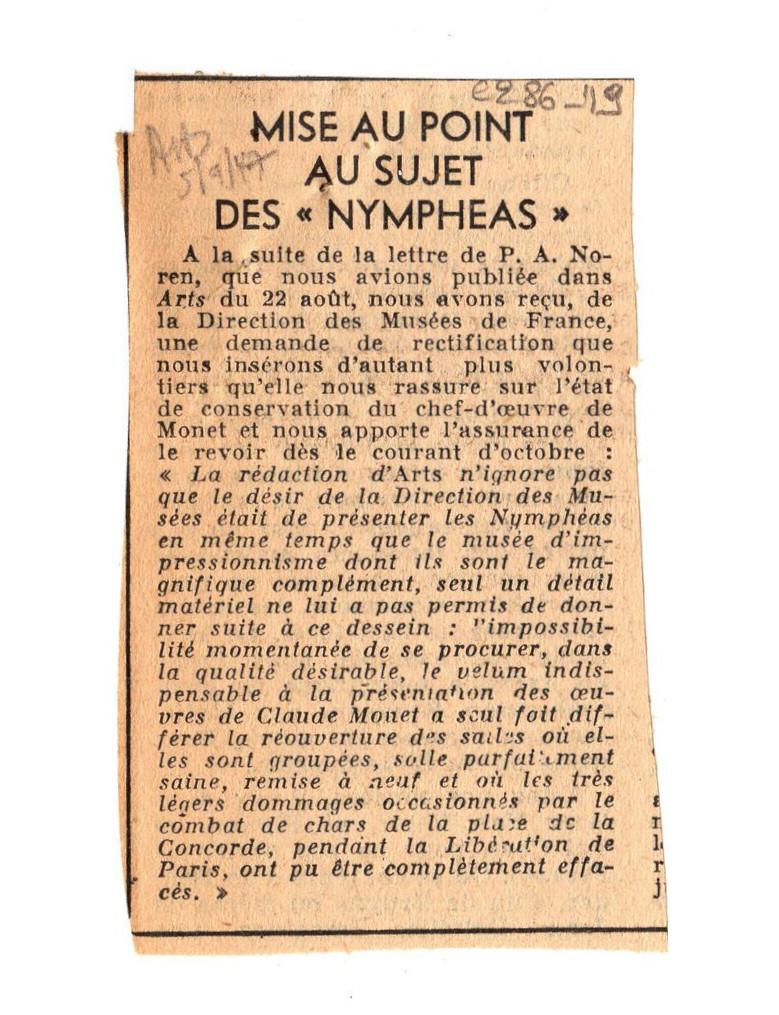 e2 86-119
Arts
5/9/47
MISE AU POINT
AU SUJET
DES « NYMPHEAS »
A la suite de la lettre de P. A. No-
ren, que nous avions publiée dans
Arts du 22 août, nous avons reçu, de
la Direction des Musées de France,
une demande de rectification que
nous insérons d'autant plus volon-
tiers qu'elle nous rassure sur l'état
de conservation du chef-d'œuvre de
Monet et nous apporte l'assurance de
le revoir dès le courant d'octobre :
« La rédaction d'Arts n'ignore pas
que le désir de la Direction des Mu-
sées était de présenter les Nymphéas
en même temps que le musée d'im-
pressionnisme dont ils sont le ma-
gnifique complément, seul un détail
matériel ne lui a pas permis de don-
ner suite à ce dessein : "impossibi-
lité momentanée de se procurer, dans
la qualité désirable, le velum indis-
pensable à la présentation des œu-
vres de Claude Monet a seul fait dif-
férer la réouverture des salles où el-
les sont groupées, salle parfaitement
saine, remise à neuf et où les très
légers dommages occasionnés par le
combat de chars de la place de la
Concorde, pendant la Libération de
Paris, ont pu être complètement effa-
cés. »